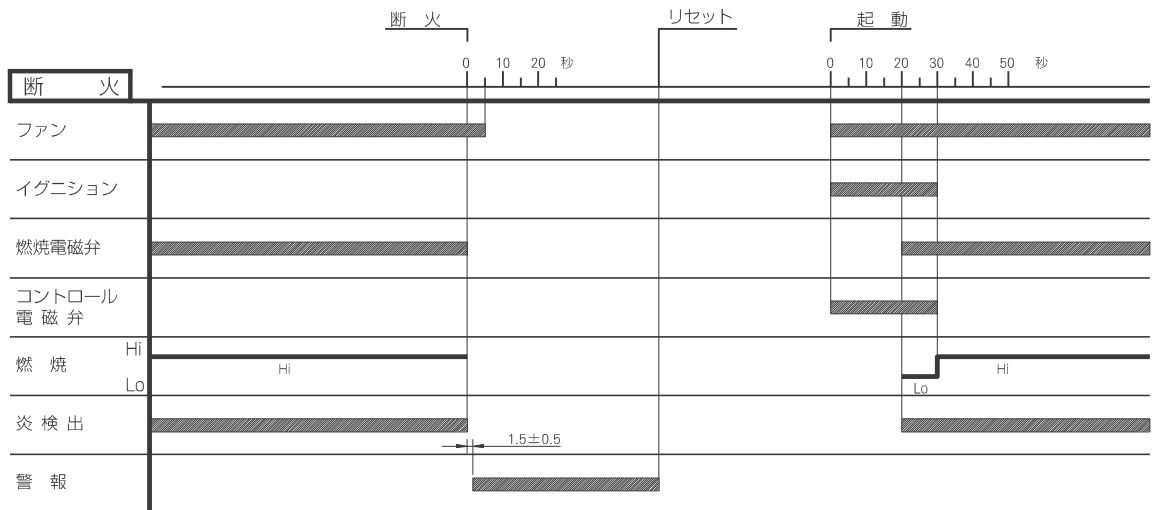 断　火
リセット
起　動
0 10 20 秒
0 10 20 30 40 50 秒
断　火
ファン
イグニション
燃焼電磁弁
コントロール
電 磁 弁
燃　焼
Hi
Lo
Hi
Lo
Hi
炎 検 出
1.5±0.5
警　報